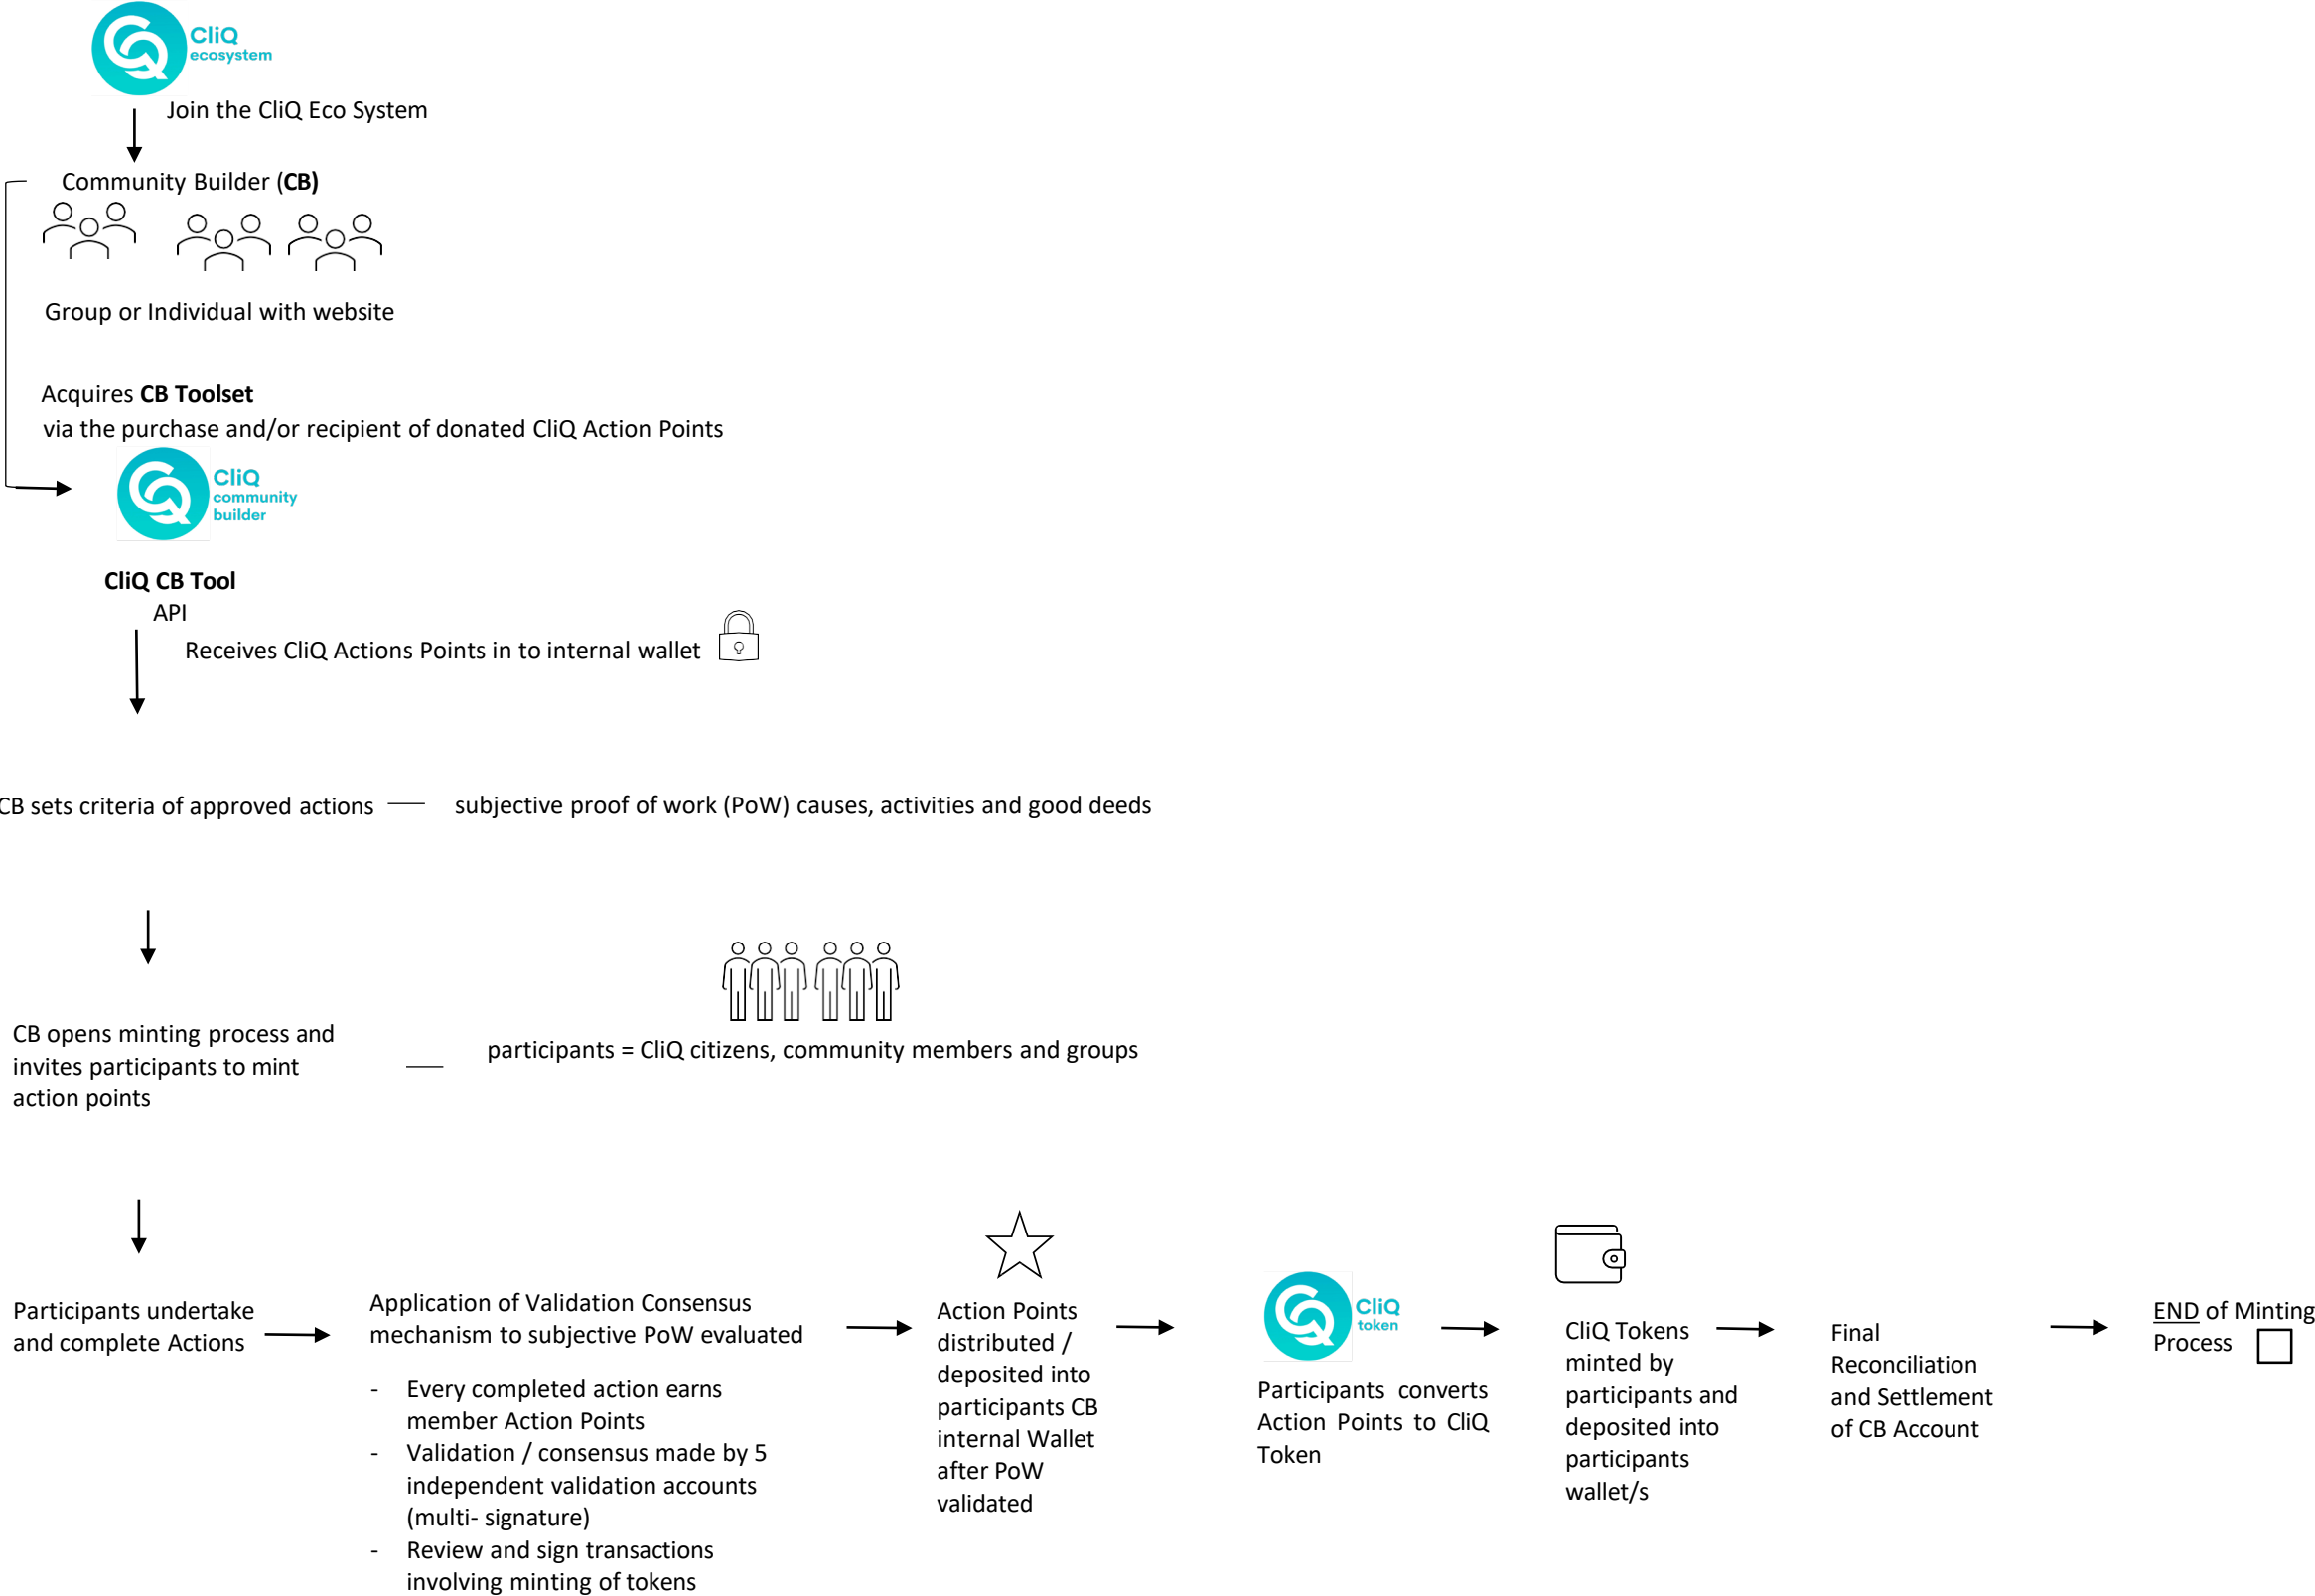 CliQ
ecosystem
Join the CliQ Eco System
Community Builder (CB)
Group or Individual with website
Acquires CB Toolset
via the purchase and/or recipient of donated CliQ Action Points
CliQ
community
builder
CliQ CB Tool
API
Receives CliQ Actions Points in to internal wallet
CB sets criteria of approved actions — subjective proof of work (PoW) causes, activities and good deeds
CB opens minting process and
invites participants to mint
action points
— participants = CliQ citizens, community members and groups
Participants undertake
and complete Actions
Application of Validation Consensus
mechanism to subjective PoW evaluated
- Every completed action earns
member Action Points
- Validation / consensus made by 5
independent validation accounts
(multi- signature)
- Review and sign transactions
involving minting of tokens
Action Points
distributed /
deposited into
participants CB
internal Wallet
after PoW
validated
CliQ
token
Participants converts
Action Points to CliQ
Token
CliQ Tokens
minted by
participants and
deposited into
participants
wallet/s
Final
Reconciliation
and Settlement
of CB Account
END of Minting
Process